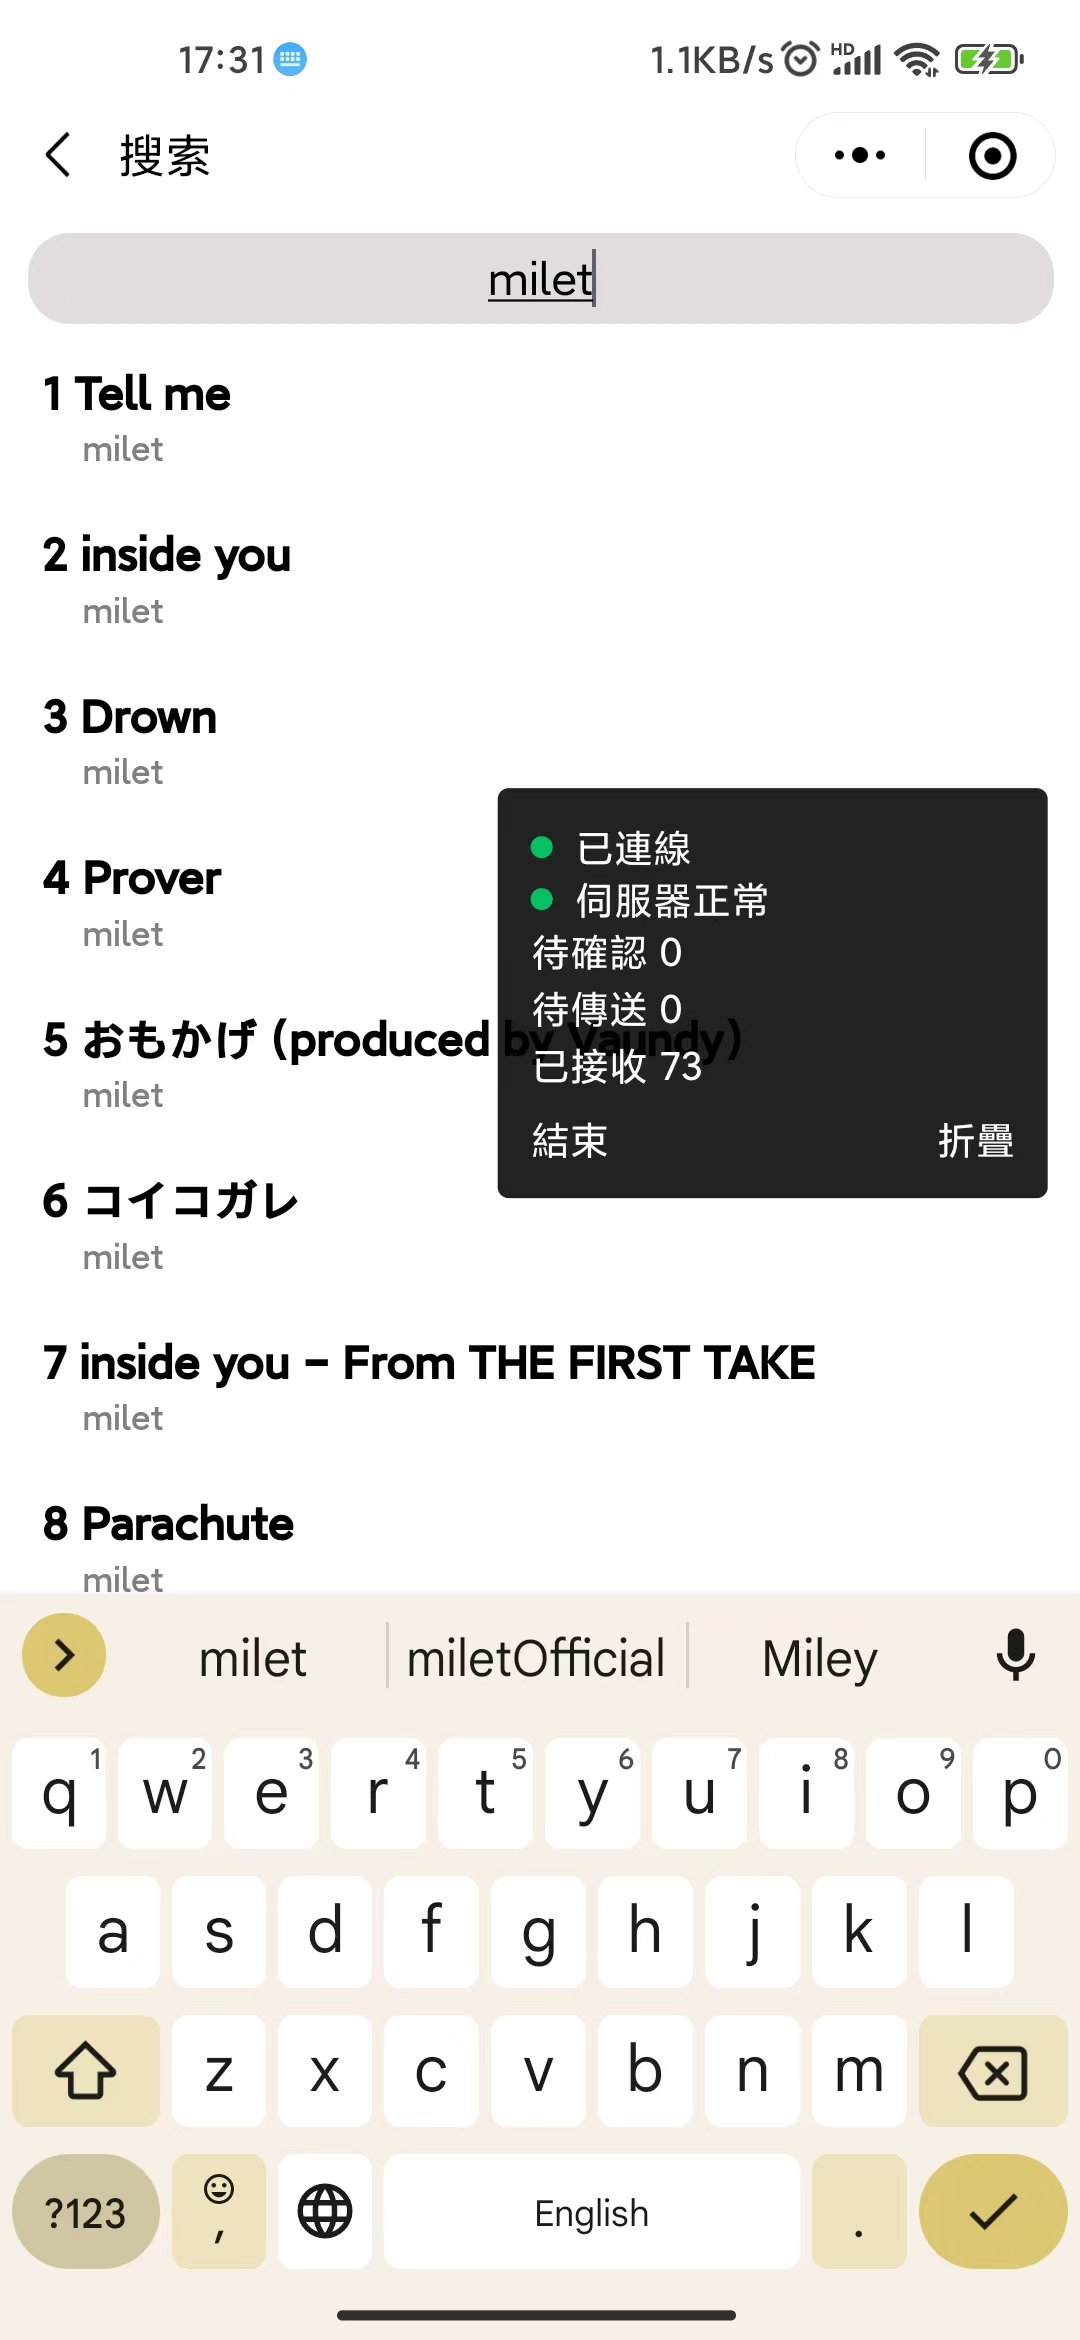 17:31
1.1KB/s
HD
搜索
milet
1 Tell me
milet
2 inside you
milet
3 Drown
milet
4 Prover
milet
5 おもかげ (produced by Vaundy)
milet
6 コイコガレ
milet
7 inside you – From THE FIRST TAKE
milet
8 Parachute
milet
已連線
伺服器正常
待確認 0
待傳送 0
已接收 73
結束 折疊
milet miletOfficial Miley
q 1 w 2 e 3 r 4 t 5 y 6 u 7 i 8 o 9 p 0
a s d f g h j k l
z x c v b n m
?123 , English .